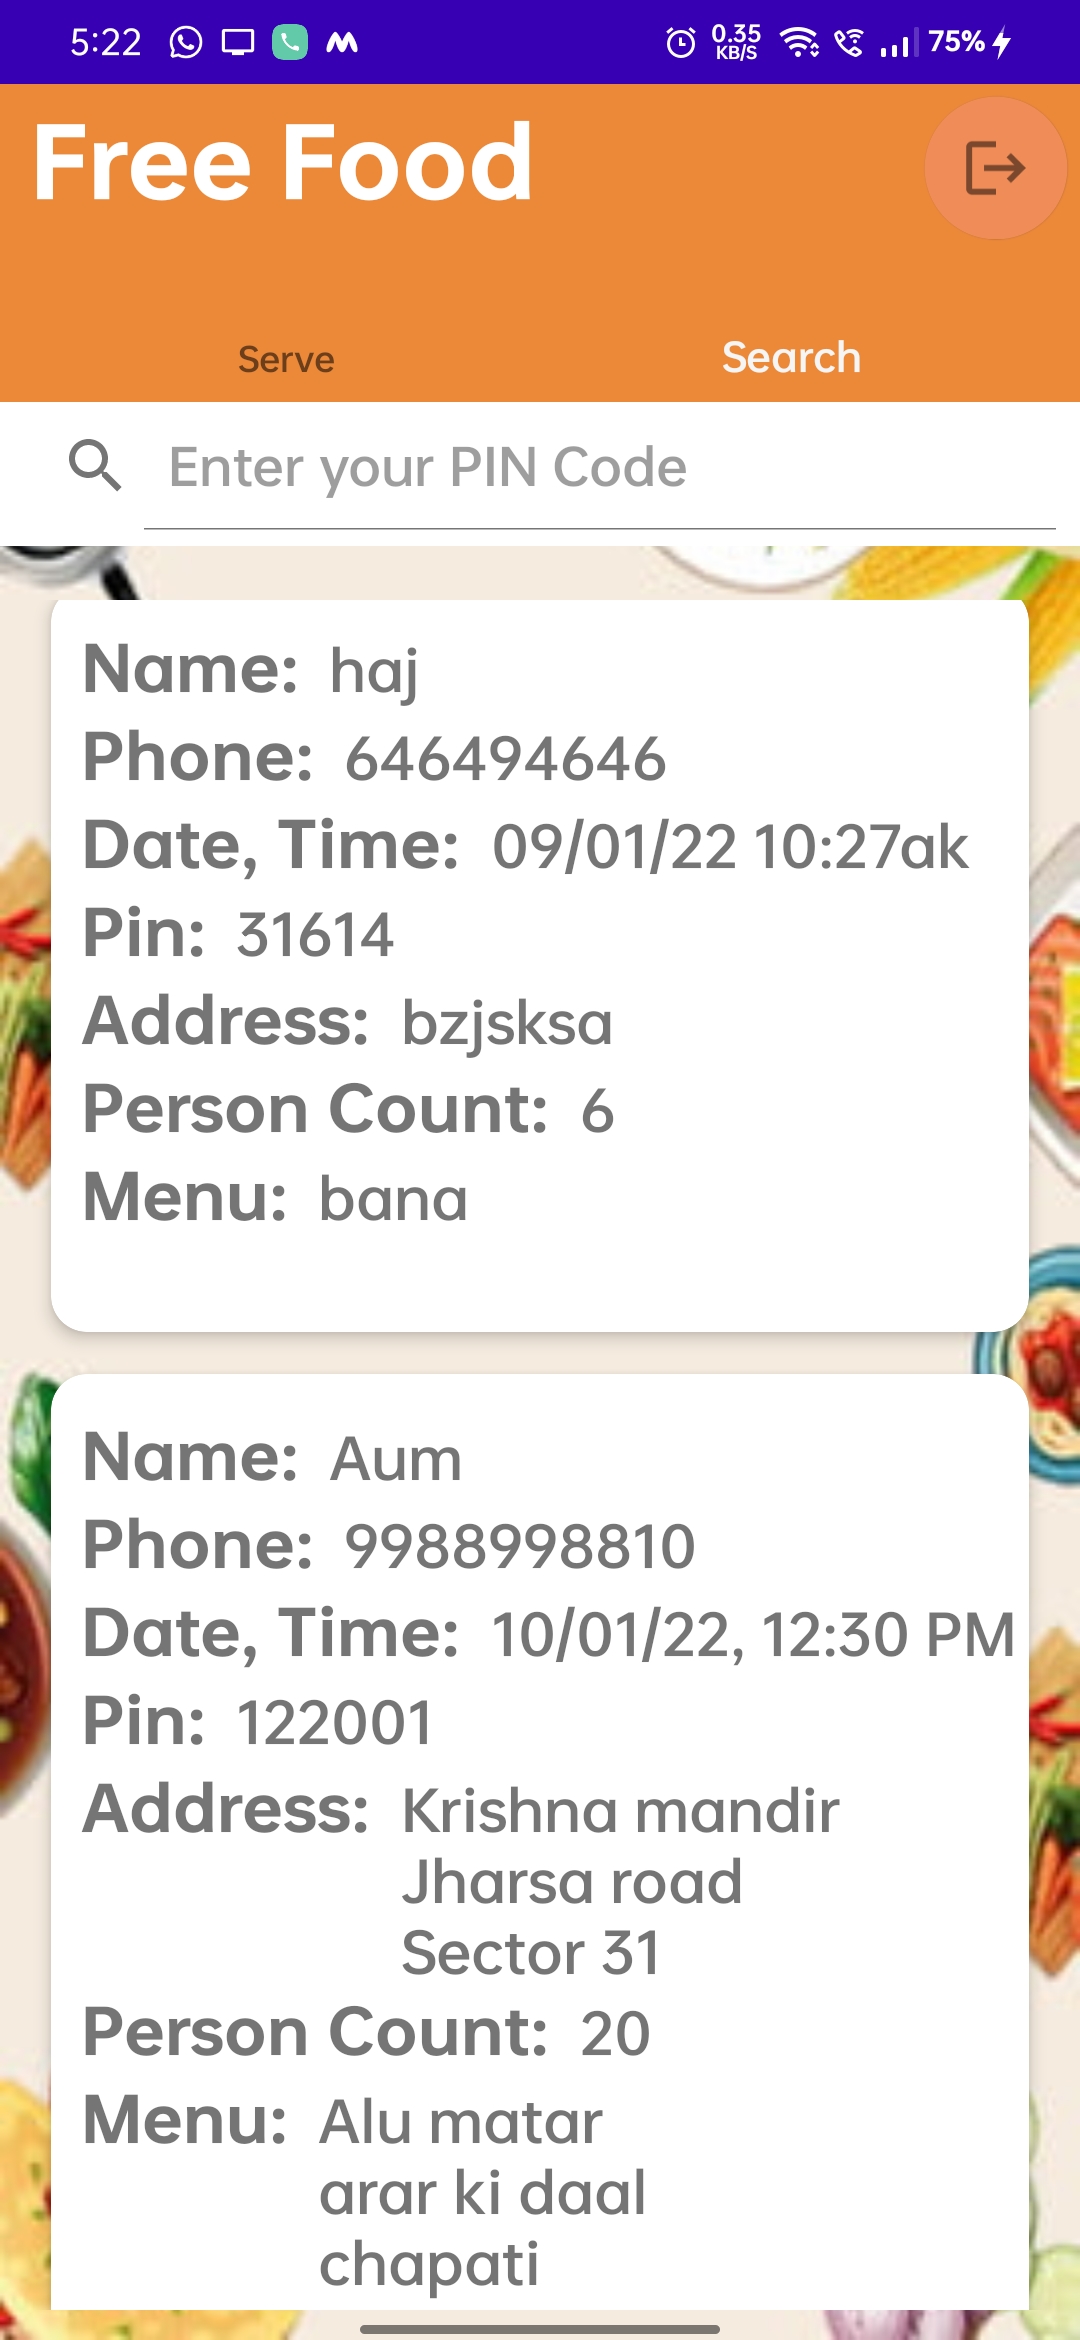 5:22 0.35 KB/S 75%
Free Food
Serve Search
Enter your PIN Code
Name: haj
Phone: 646494646
Date, Time: 09/01/22 10:27ak
Pin: 31614
Address: bzjsksa
Person Count: 6
Menu: bana
Name: Aum
Phone: 9988998810
Date, Time: 10/01/22, 12:30 PM
Pin: 122001
Address: Krishna mandir
Jharsa road
Sector 31
Person Count: 20
Menu: Alu matar
arar ki daal
chapati